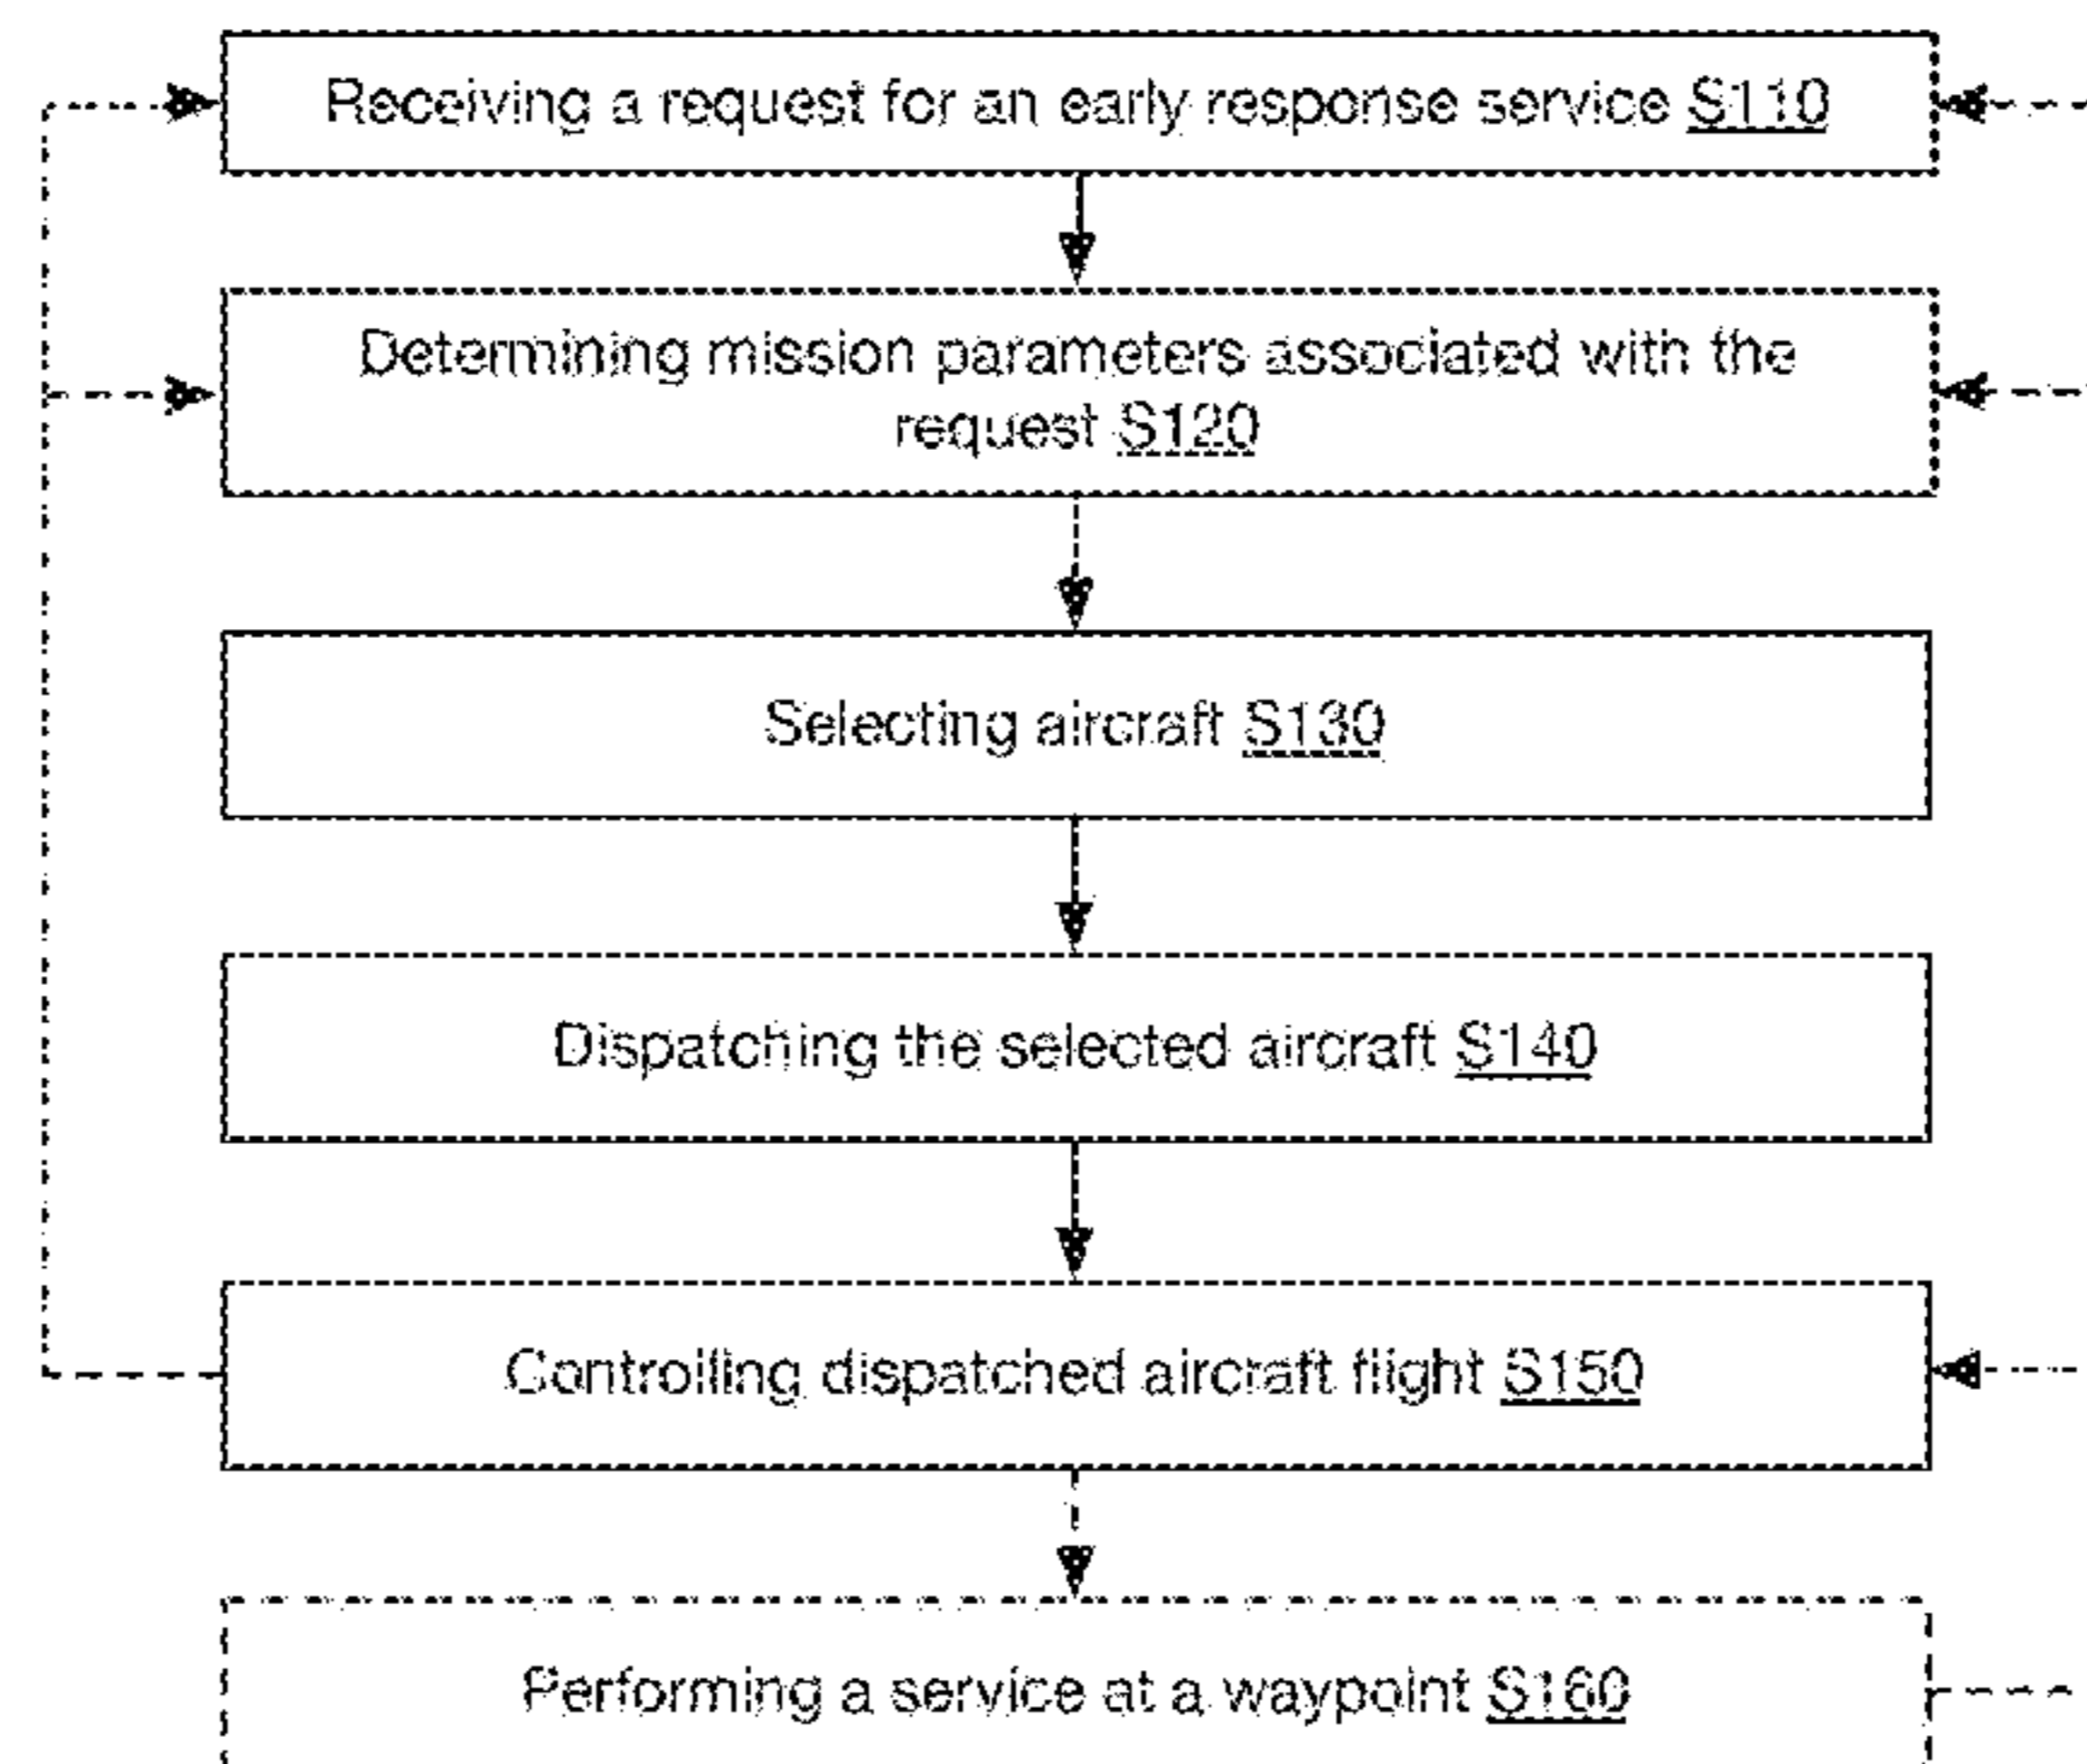 Receiving a request for an early response service S110
Determining mission parameters associated with the
request S120
Selecting aircraft S130
Dispatching the selected aircraft S140
Controlling dispatched aircraft flight S150
Performing a service at a waypoint S160